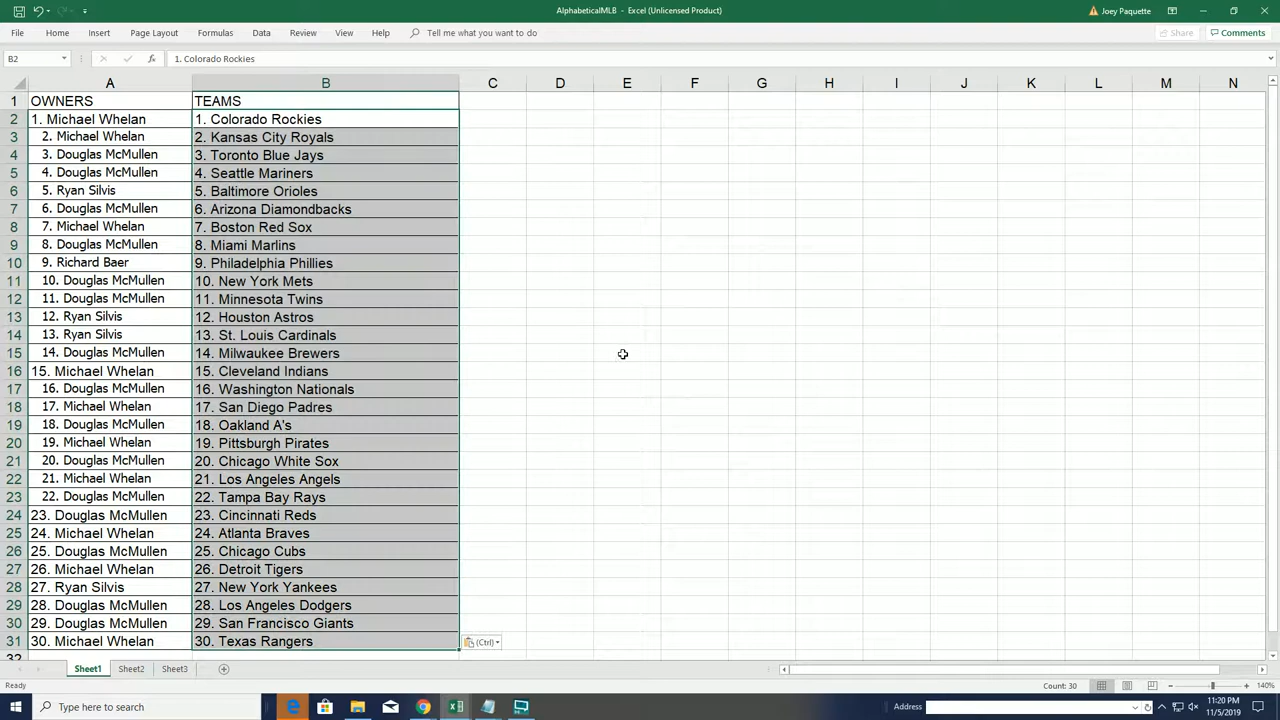 AlphabeticalMLB - Excel (Unlicensed Product)
Joey Paquette
File Home Insert Page Layout Formulas Data Review View Help Tell me what you want to do Share Comments
B2 fx 1. Colorado Rockies
A B C D E F G H I J K L M N
1 OWNERS TEAMS
2 1. Michael Whelan 1. Colorado Rockies
3 2. Michael Whelan 2. Kansas City Royals
4 3. Douglas McMullen 3. Toronto Blue Jays
5 4. Douglas McMullen 4. Seattle Mariners
6 5. Ryan Silvis 5. Baltimore Orioles
7 6. Douglas McMullen 6. Arizona Diamondbacks
8 7. Michael Whelan 7. Boston Red Sox
9 8. Douglas McMullen 8. Miami Marlins
10 9. Richard Baer 9. Philadelphia Phillies
11 10. Douglas McMullen 10. New York Mets
12 11. Douglas McMullen 11. Minnesota Twins
13 12. Ryan Silvis 12. Houston Astros
14 13. Ryan Silvis 13. St. Louis Cardinals
15 14. Douglas McMullen 14. Milwaukee Brewers
16 15. Michael Whelan 15. Cleveland Indians
17 16. Douglas McMullen 16. Washington Nationals
18 17. Michael Whelan 17. San Diego Padres
19 18. Douglas McMullen 18. Oakland A's
20 19. Michael Whelan 19. Pittsburgh Pirates
21 20. Douglas McMullen 20. Chicago White Sox
22 21. Michael Whelan 21. Los Angeles Angels
23 22. Douglas McMullen 22. Tampa Bay Rays
24 23. Douglas McMullen 23. Cincinnati Reds
25 24. Michael Whelan 24. Atlanta Braves
26 25. Douglas McMullen 25. Chicago Cubs
27 26. Michael Whelan 26. Detroit Tigers
28 27. Ryan Silvis 27. New York Yankees
29 28. Douglas McMullen 28. Los Angeles Dodgers
30 29. Douglas McMullen 29. San Francisco Giants
31 30. Michael Whelan 30. Texas Rangers (Ctrl)
32
Sheet1 Sheet2 Sheet3
Ready Count: 30 140%
Type here to search Address 11:20 PM
11/5/2019